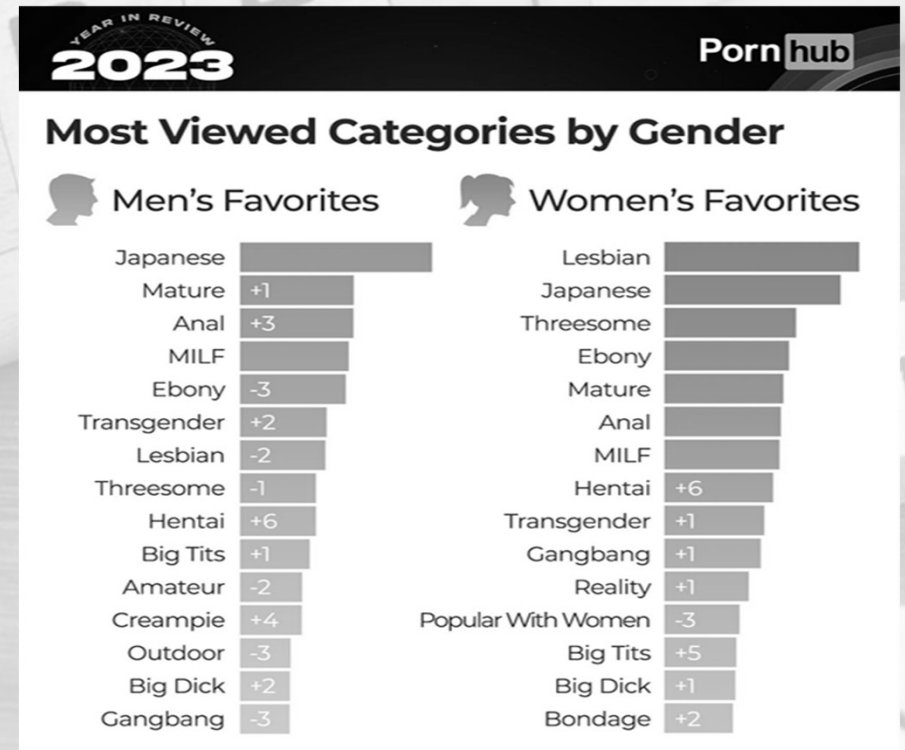 YEAR IN REVIEW
2023
Pornhub
Most Viewed Categories by Gender
Men's Favorites
Japanese
Mature +1
Anal +3
MILF
Ebony -3
Transgender +2
Lesbian -2
Threesome -1
Hentai +6
Big Tits +1
Amateur -2
Creampie +4
Outdoor -3
Big Dick +2
Gangbang -3
Women's Favorites
Lesbian
Japanese
Threesome
Ebony
Mature
Anal
MILF
Hentai +6
Transgender +1
Gangbang +1
Reality +1
Popular With Women -3
Big Tits +5
Big Dick +1
Bondage +2